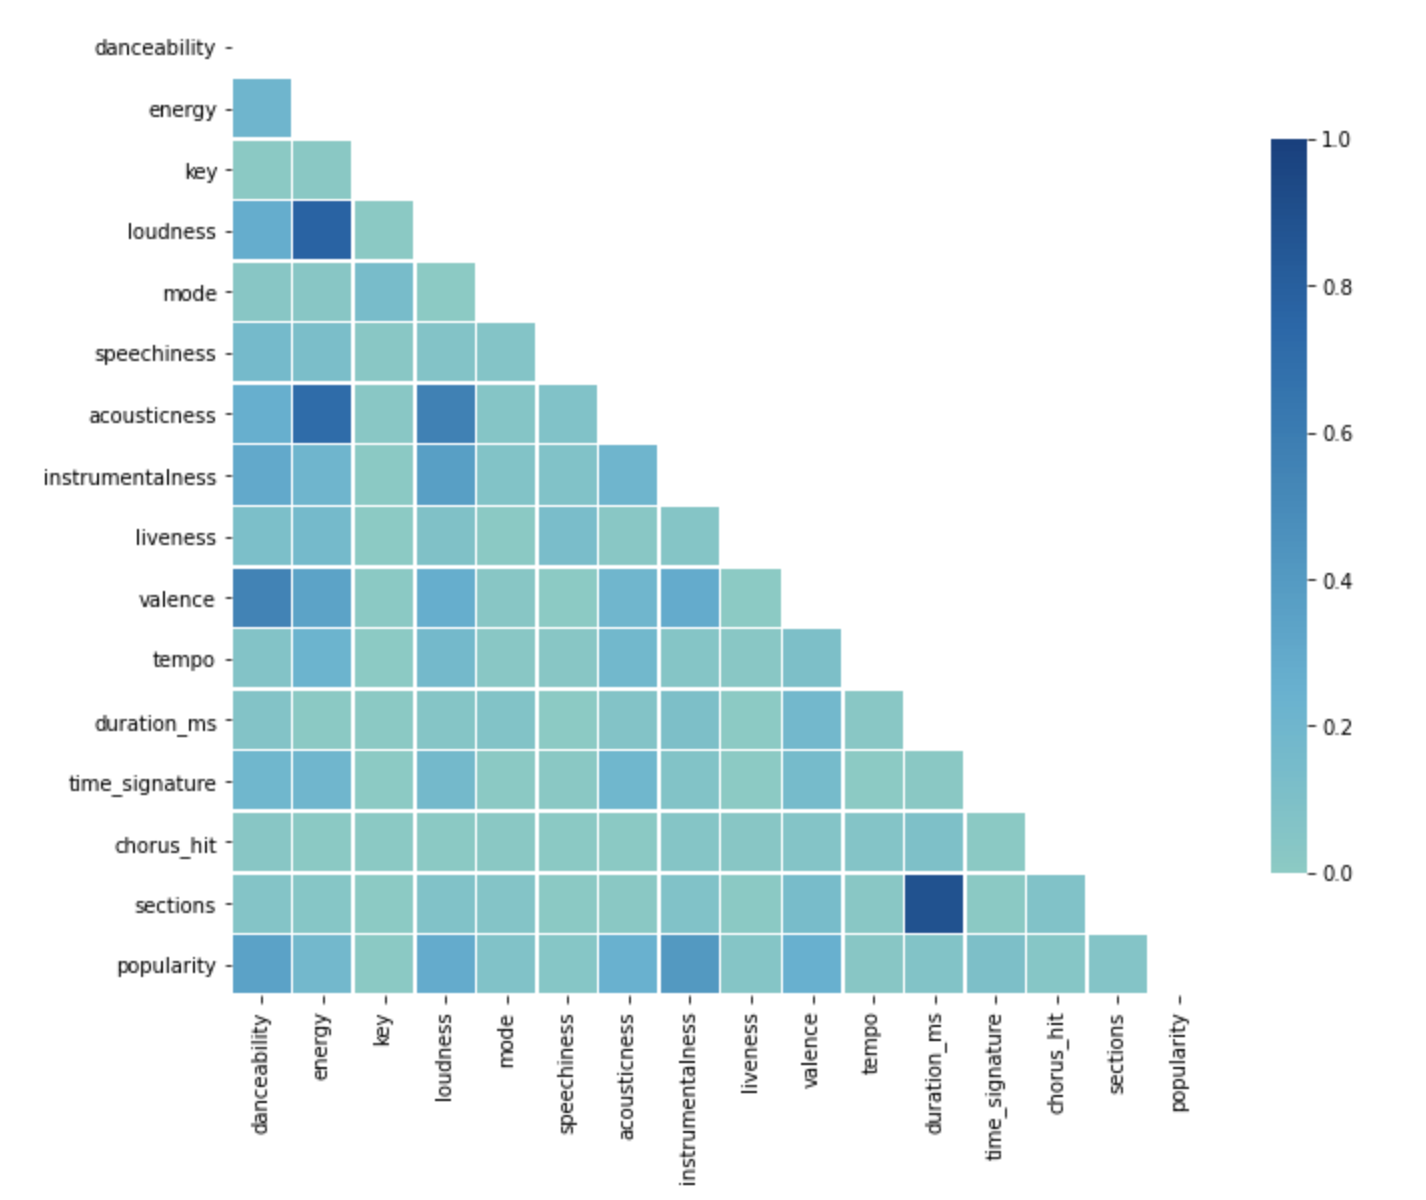 danceability
energy
key
loudness
mode
speechiness
acousticness
instrumentalness
liveness
valence
tempo
duration_ms
time_signature
chorus_hit
sections
popularity
danceability
energy
key
loudness
mode
speechiness
acousticness
instrumentalness
liveness
valence
tempo
duration_ms
time_signature
chorus_hit
sections
popularity
1.0
0.8
0.6
0.4
0.2
0.0